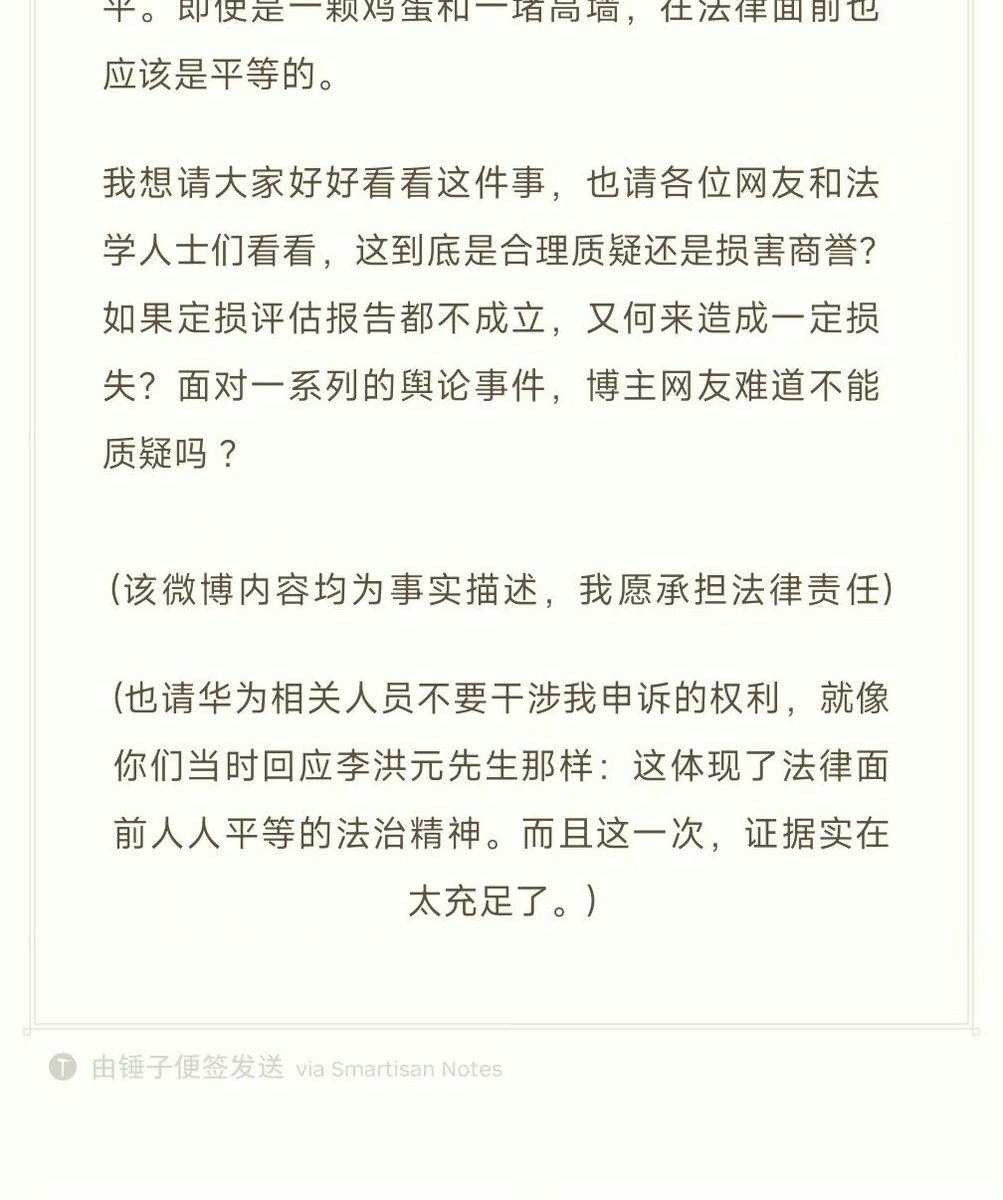 平。即使是一颗鸡蛋和一堵高墙，在法律面前也
应该是平等的。
我想请大家好好看看这件事，也请各位网友和法
学人士们看看，这到底是合理质疑还是损害商誉？
如果定损评估报告都不成立，又何来造成一定损
失？面对一系列的舆论事件，博主网友难道不能
质疑吗？
(该微博内容均为事实描述，我愿承担法律责任)
(也请华为相关人员不要干涉我申诉的权利，就像
你们当时回应李洪元先生那样：这体现了法律面
前人人平等的法治精神。而且这一次，证据实在
太充足了。)
T 由锤子便签发送 via Smartisan Notes